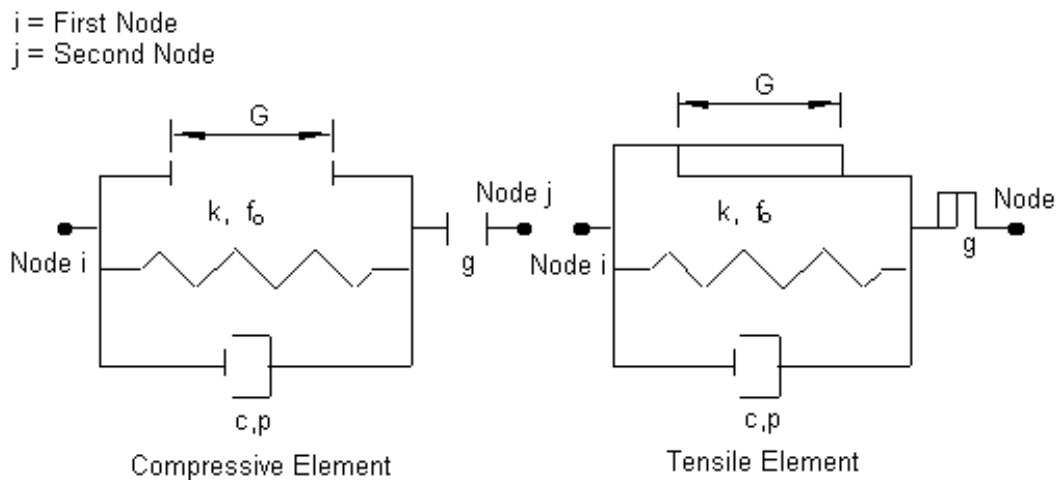 i = First Node
j = Second Node
G
k, fo
Node j
Node i
g
c,p
Compressive Element
G
k, fo
Node
Node i
g
c,p
Tensile Element